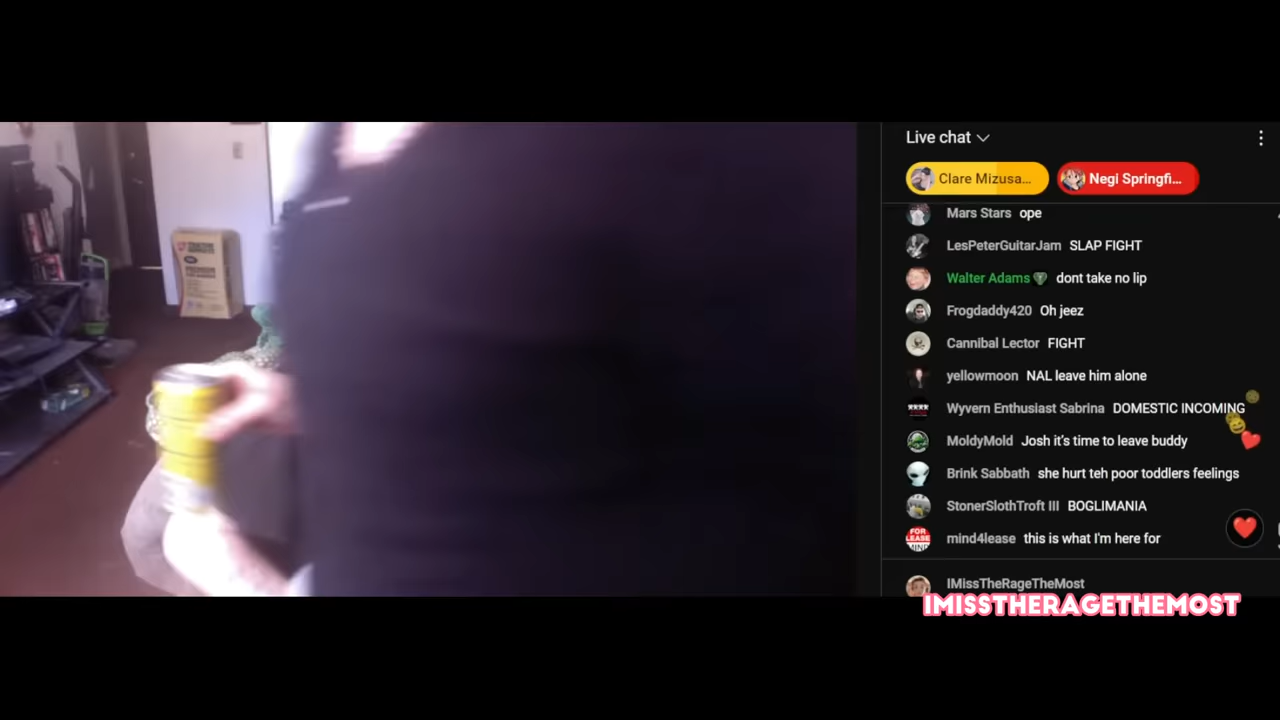 Live chat
Clare Mizusa...
Negi Springfi...
Mars Stars ope
LesPeterGuitarJam SLAP FIGHT
Walter Adams dont take no lip
Frogdaddy420 Oh jeez
Cannibal Lector FIGHT
yellowmoon NAL leave him alone
Wyvern Enthusiast Sabrina DOMESTIC INCOMING
MoldyMold Josh it's time to leave buddy
Brink Sabbath she hurt teh poor toddlers feelings
StonerSlothTroft III BOGLIMANIA
FOR
LEASE
mind4lease this is what I'm here for
IMissTheRageTheMost
IMISSTHERAGETHEMOST